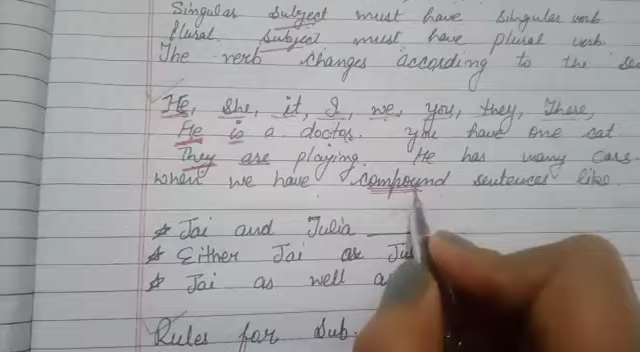 Singular subject must have singular verb
Plural subject must have plural verb.
The verb changes according to the
He, she, it, I, we, you, they, There,
He is a doctor. You have one cat.
They are playing. He has many cars.
When we have compound sentences like.
* Jai and Julia
* Either Jai or
* Jai as well
Rules for Sub.